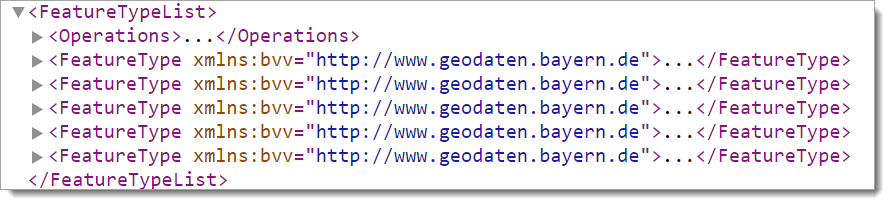 ▼<FeatureTypeList>
▶<Operations>...</Operations>
▶<FeatureType xmlns:bvv="http://www.geodaten.bayern.de">...</FeatureType>
▶<FeatureType xmlns:bvv="http://www.geodaten.bayern.de">...</FeatureType>
▶<FeatureType xmlns:bvv="http://www.geodaten.bayern.de">...</FeatureType>
▶<FeatureType xmlns:bvv="http://www.geodaten.bayern.de">...</FeatureType>
▶<FeatureType xmlns:bvv="http://www.geodaten.bayern.de">...</FeatureType>
</FeatureTypeList>